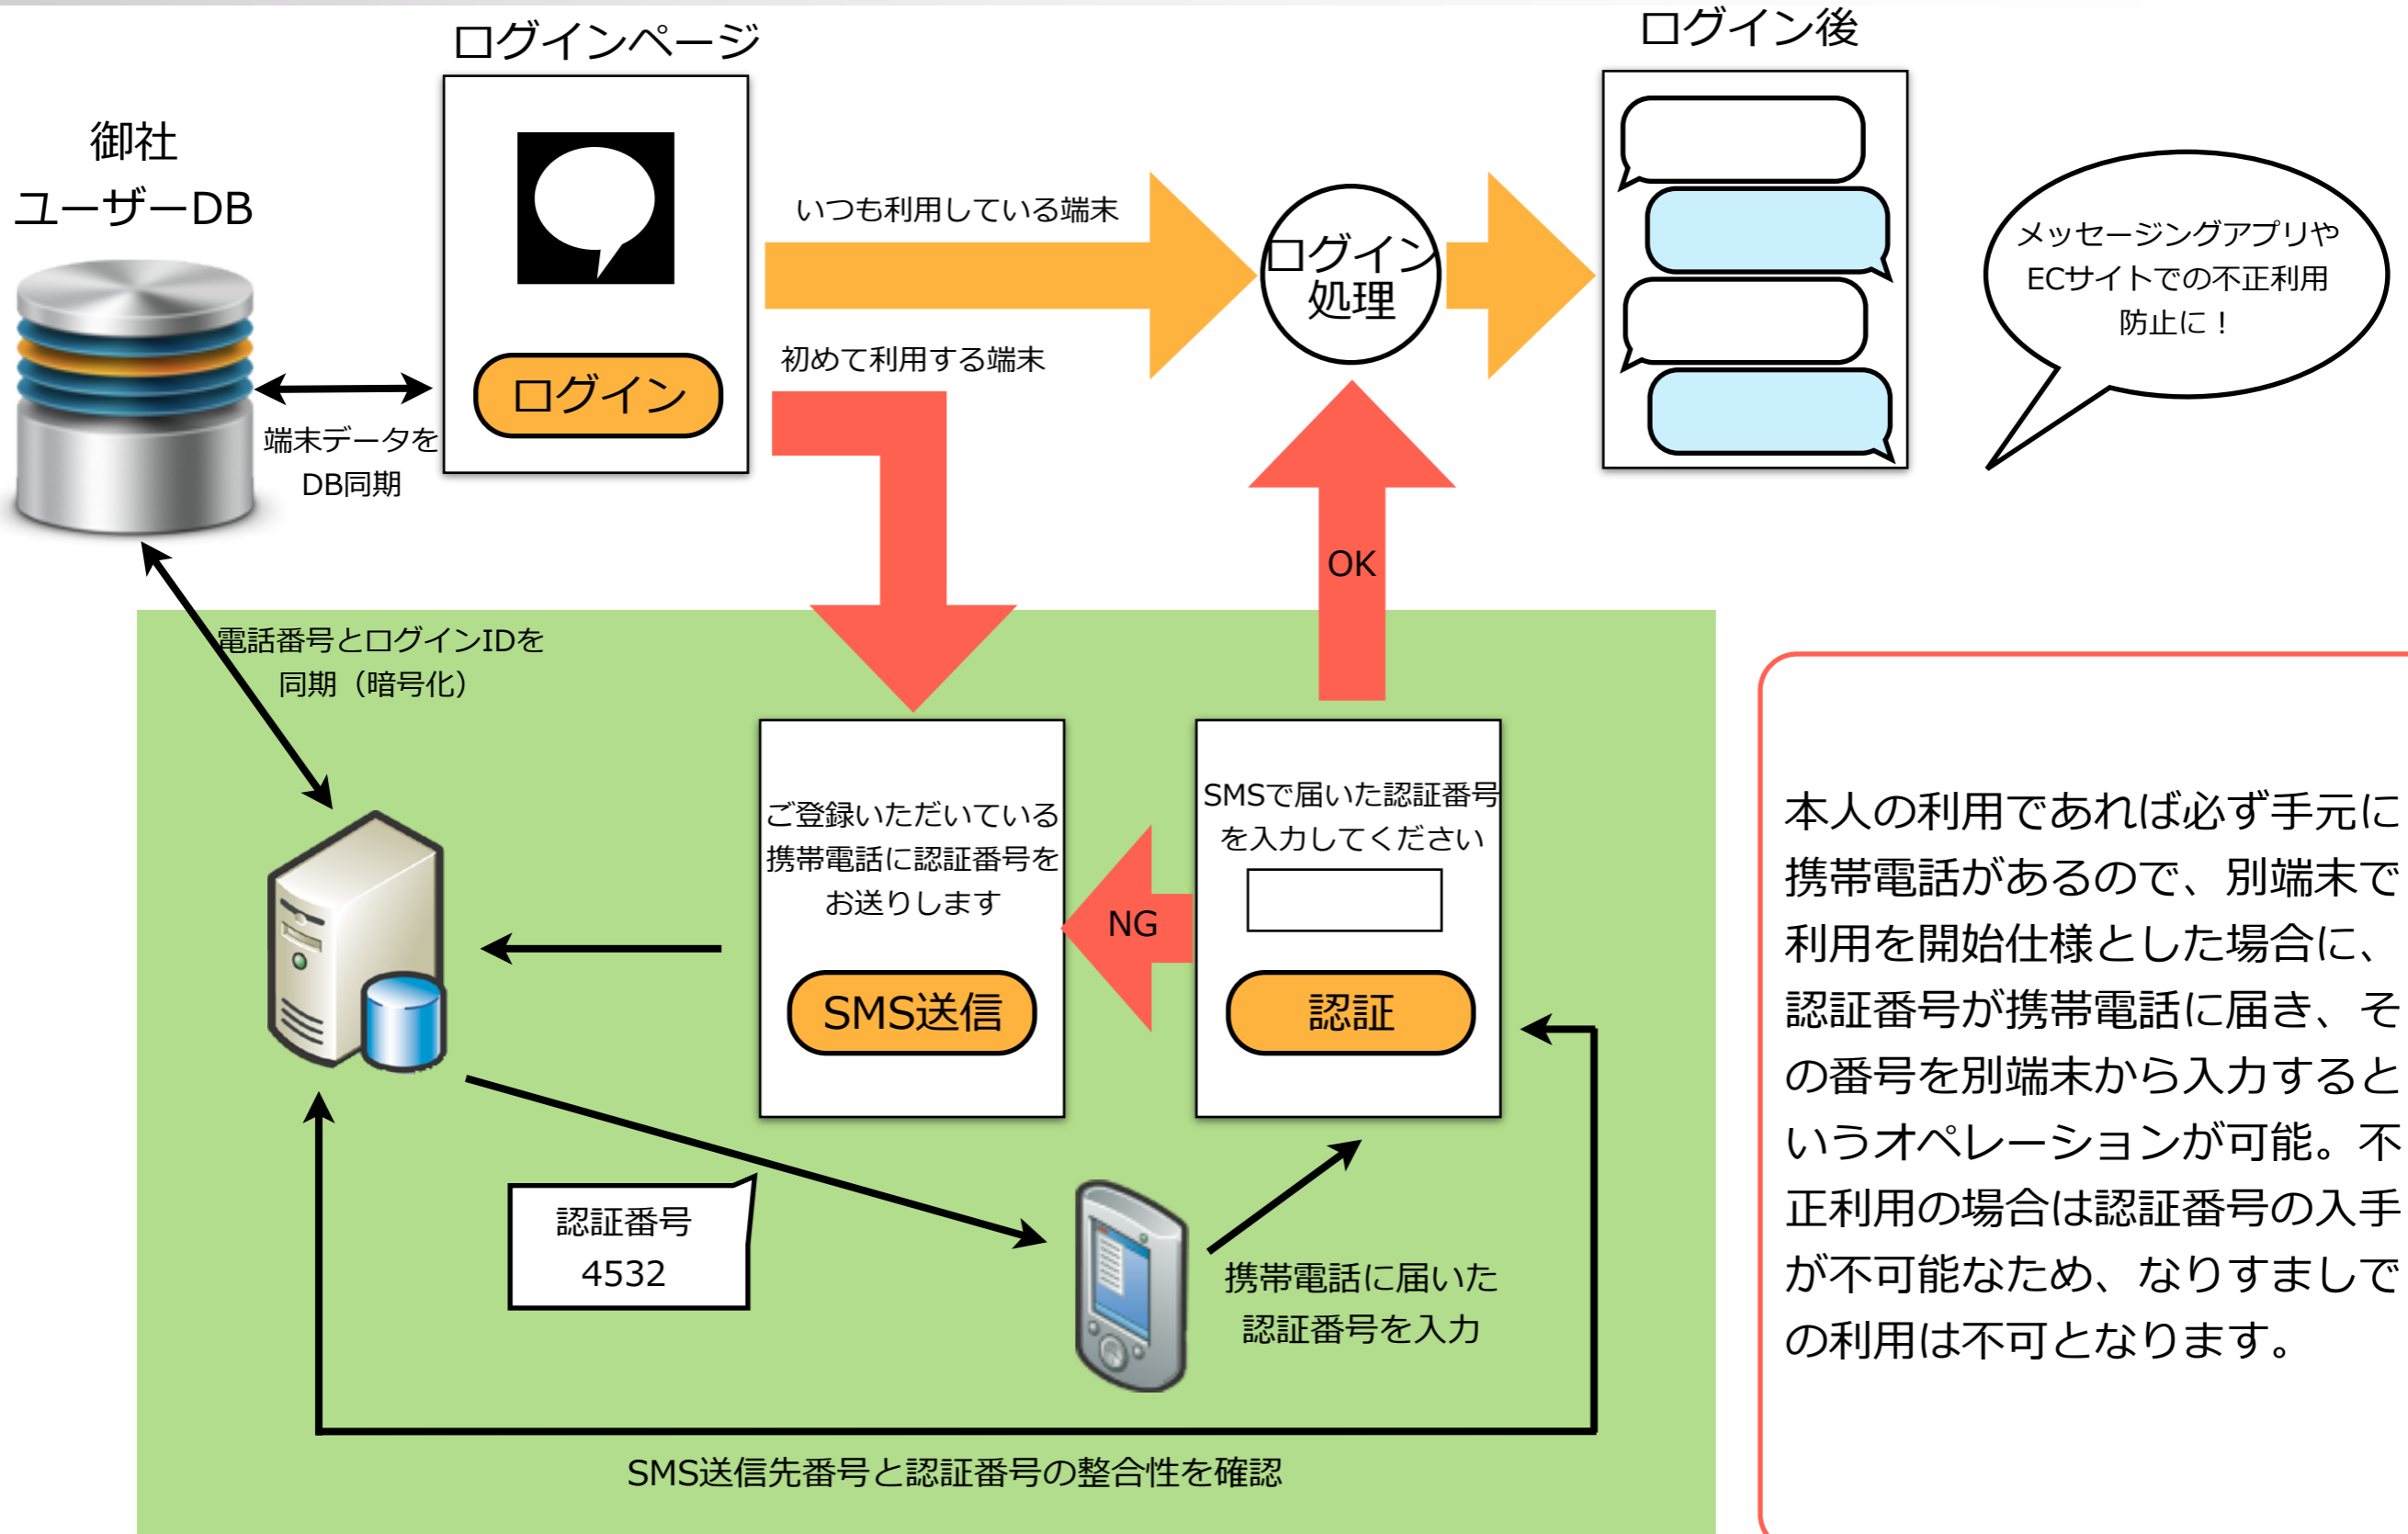 ログインページ
ログイン後
御社
ユーザーDB
いつも利用している端末
ログイン
処理
メッセージングアプリや
ECサイトでの不正利用
防止に！
初めて利用する端末
ログイン
端末データを
DB同期
OK
電話番号とログインIDを
同期（暗号化）
ご登録いただいている
携帯電話に認証番号を
お送りします
SMS送信
SMSで届いた認証番号
を入力してください
NG
認証
認証番号
4532
携帯電話に届いた
認証番号を入力
SMS送信先番号と認証番号の整合性を確認
本人の利用であれば必ず手元に
携帯電話があるので、別端末で
利用を開始仕様とした場合に、
認証番号が携帯電話に届き、そ
の番号を別端末から入力すると
いうオペレーションが可能。不
正利用の場合は認証番号の入手
が不可能なため、なりすましで
の利用は不可となります。